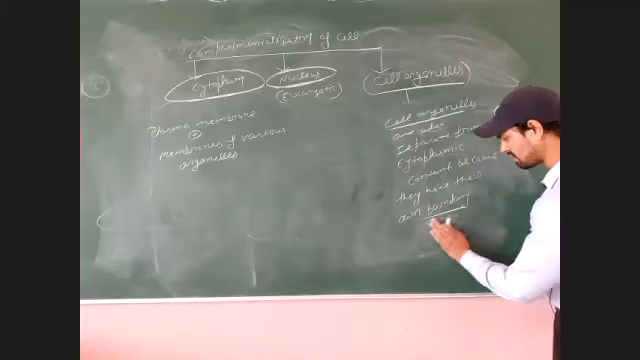 Compartmentalization of Cell
Cytoplasm
Nucleus
(Eucaryotic)
Cell organelles
Plasma membrane
+
membranes of various
organelles
Cell organelles
are also
Separate from
Cytoplasmic
Content because
they have their
own boundary